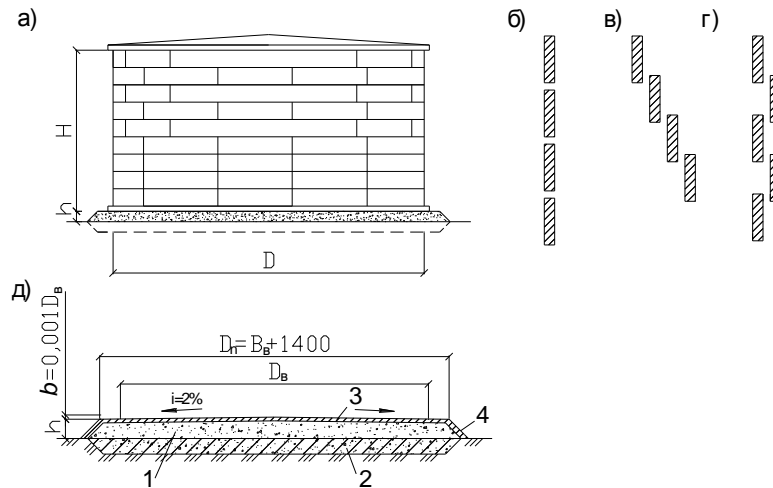 а)
б)
в)
г)
H
h
D
д)
b=0,001Dв
Dп=Bв+1400
Dв
i=2%
3
4
h
1
2